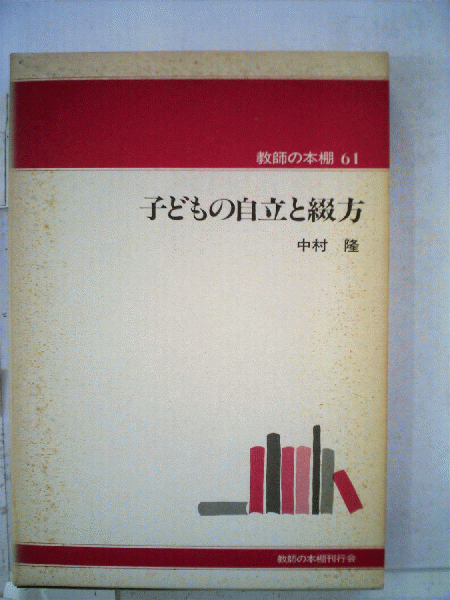 教師の本棚 61
子どもの自立と綴方
中村 隆
教師の本棚刊行会